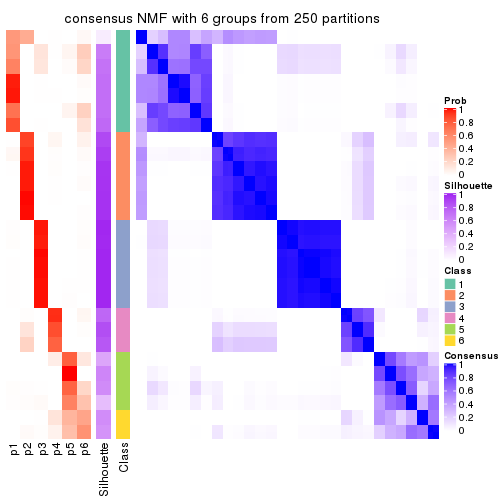 consensus NMF with 6 groups from 250 partitions
Prob
1
0.8
0.6
0.4
0.2
0
Silhouette
1
0.8
0.6
0.4
0.2
0
Class
1
2
3
4
5
6
Consensus
1
0.8
0.6
0.4
0.2
0
p1
p2
p3
p4
p5
p6
Silhouette
Class